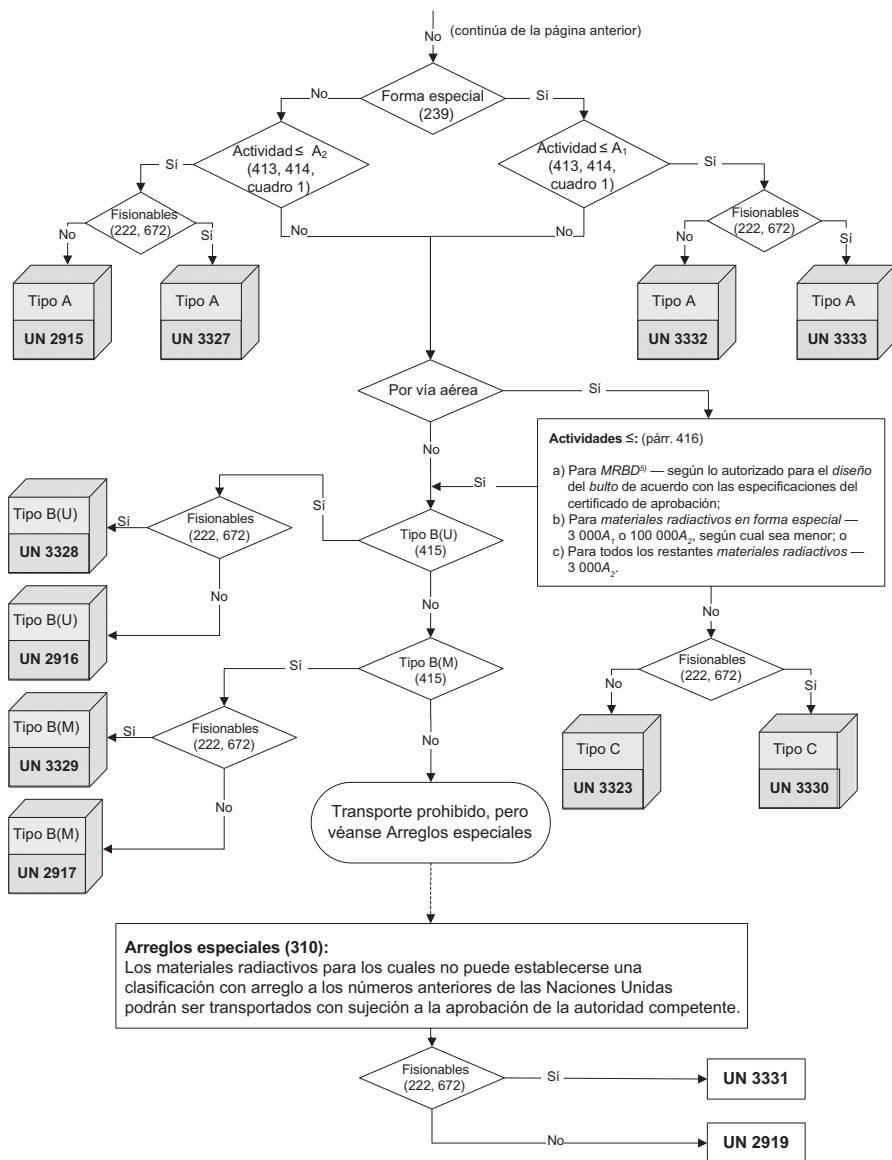 No
(continúa de la página anterior)
Forma especial
(239)
No
Sí
Actividad ≤ A2
(413, 414,
cuadro 1)
Actividad ≤ A1
(413, 414,
cuadro 1)
Sí
No
No
Sí
Fisionables
(222, 672)
No
Sí
Fisionables
(222, 672)
No
Sí
Tipo A
UN 2915
Tipo A
UN 3327
Tipo A
UN 3332
Tipo A
UN 3333
Por vía aérea
Sí
No
Actividades ≤: (párr. 416)
a) Para MRBD5) — según lo autorizado para el diseño
del bulto de acuerdo con las especificaciones del
certificado de aprobación;
b) Para materiales radiactivos en forma especial —
3 000A1 o 100 000A2, según cual sea menor; o
c) Para todos los restantes materiales radiactivos —
3 000A2.
Sí
No
Tipo B(U)
(415)
Sí
No
Fisionables
(222, 672)
Sí
No
Tipo B(U)
UN 3328
Tipo B(U)
UN 2916
Tipo B(M)
(415)
Sí
No
Fisionables
(222, 672)
Sí
No
Tipo B(M)
UN 3329
Tipo B(M)
UN 2917
Fisionables
(222, 672)
No
Sí
Tipo C
UN 3323
Tipo C
UN 3330
Transporte prohibido, pero
véanse Arreglos especiales
Arreglos especiales (310):
Los materiales radiactivos para los cuales no puede establecerse una
clasificación con arreglo a los números anteriores de las Naciones Unidas
podrán ser transportados con sujeción a la aprobación de la autoridad competente.
Fisionables
(222, 672)
Sí
UN 3331
No
UN 2919